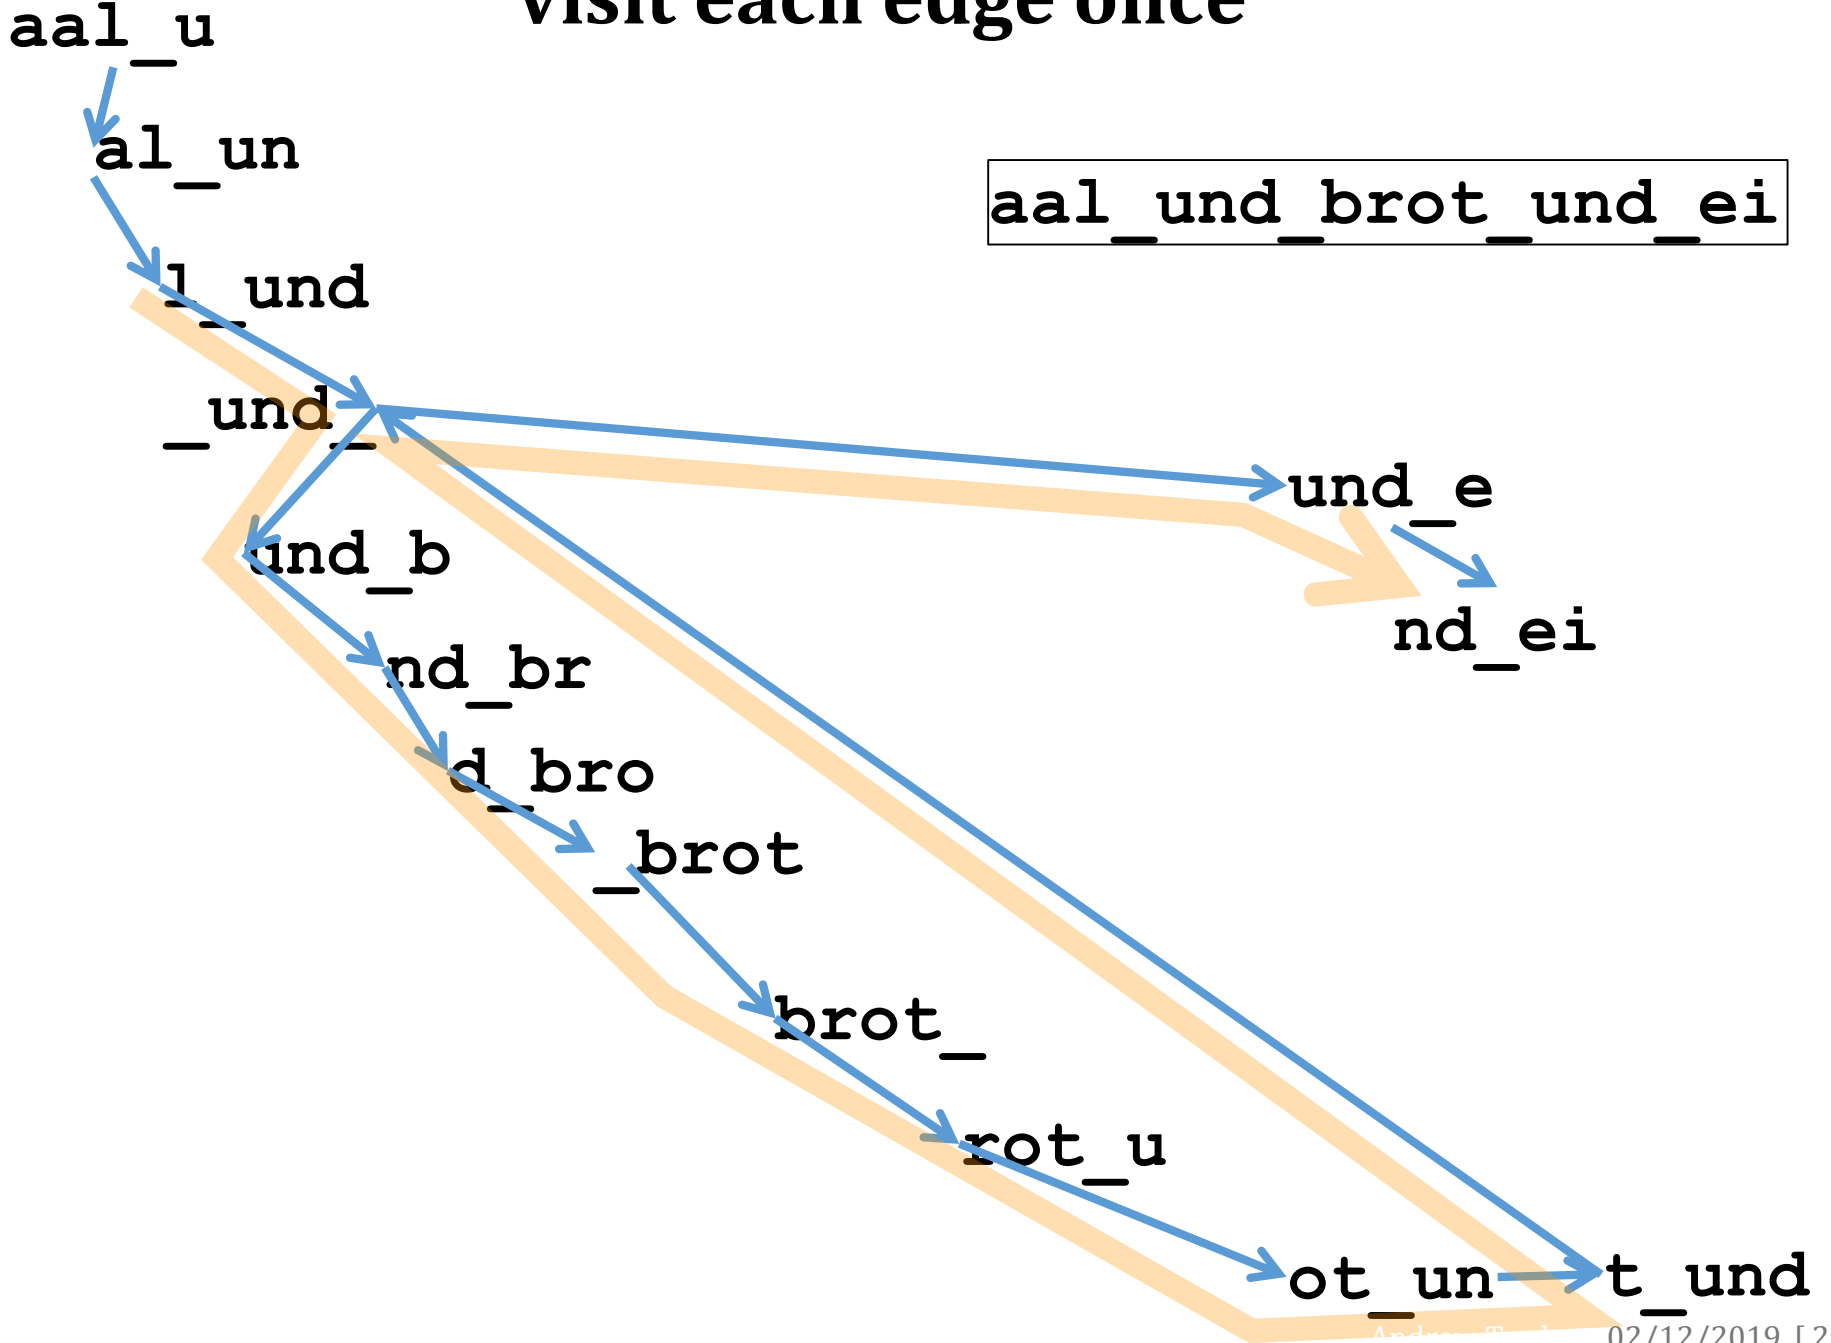 visit each edge once
aal_u
al_un
aal_und_brot_und_ei
l_und
_und_
und_e
und_b
nd_ei
nd_br
d_bro
_brot
brot_
rot_u
ot_un
t_und
02/12/2019 [2